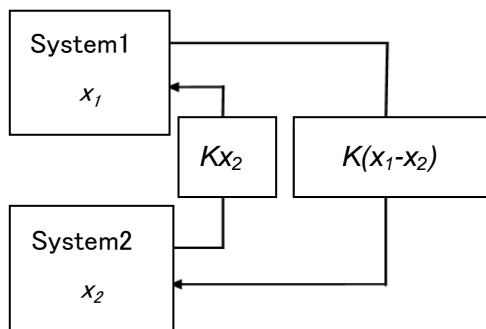 System1
x₁
Kx₂
K(x₁-x₂)
System2
x₂